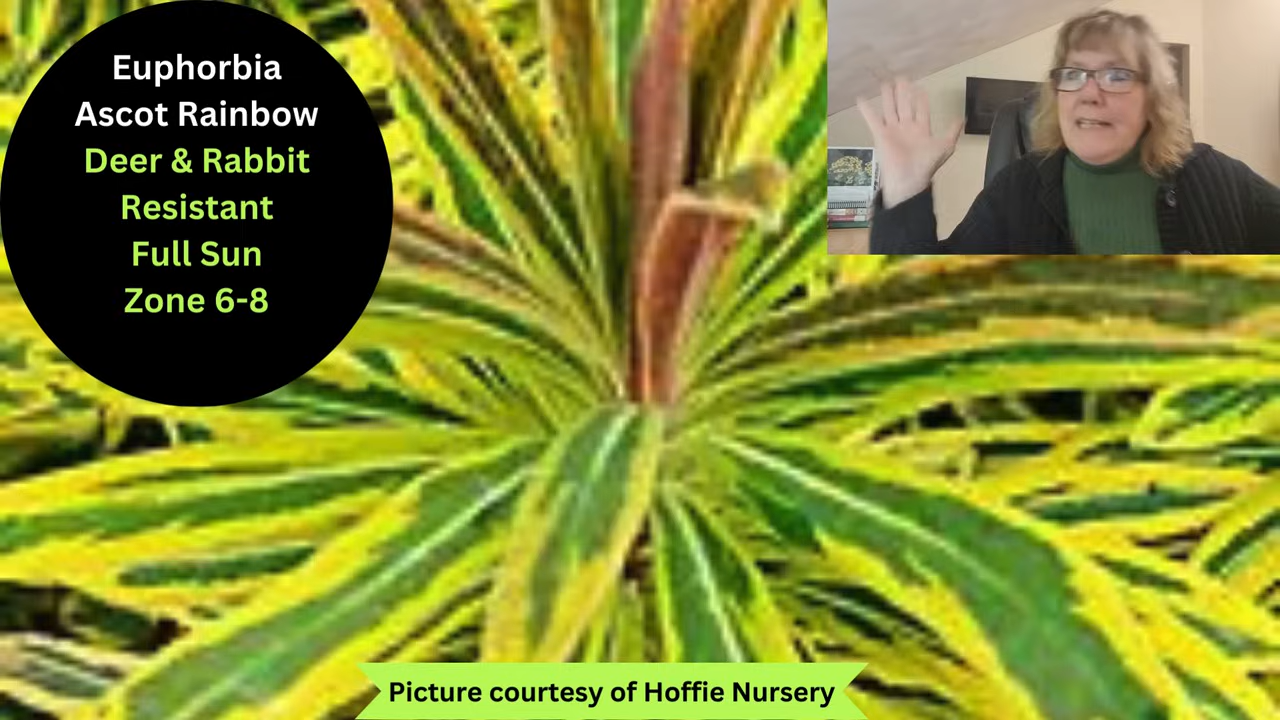 Euphorbia
Ascot Rainbow
Deer & Rabbit
Resistant
Full Sun
Zone 6-8
Picture courtesy of Hoffie Nursery